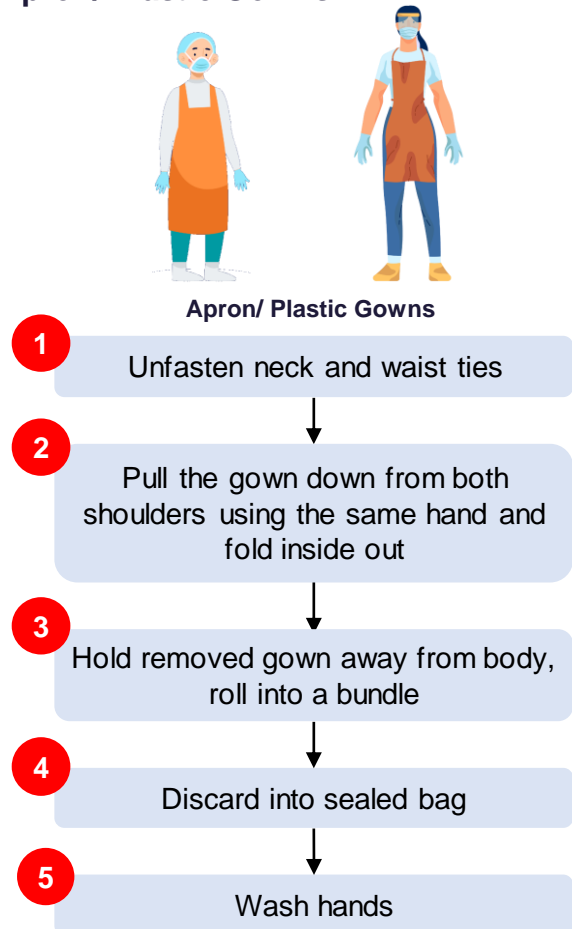 Apron/ Plastic Gowns
1
Unfasten neck and waist ties
2
Pull the gown down from both
shoulders using the same hand and
fold inside out
3
Hold removed gown away from body,
roll into a bundle
4
Discard into sealed bag
5
Wash hands